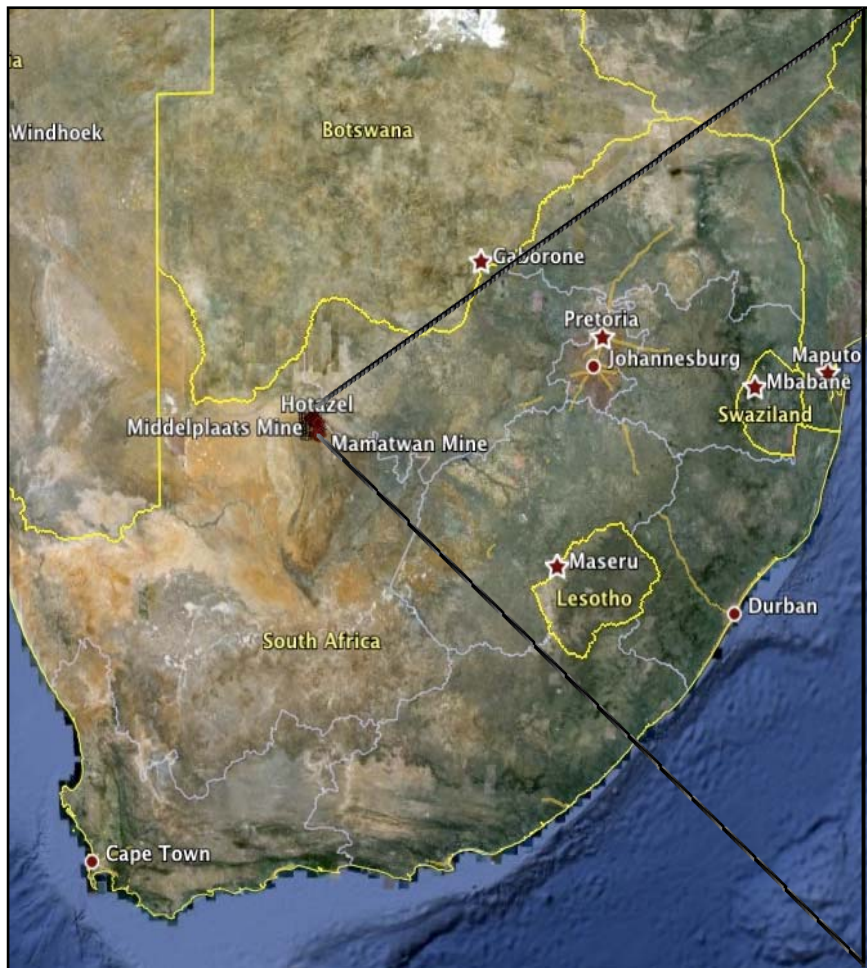 ia
Windhoek
Botswana
Gaborone
Pretoria
Johannesburg
Maputo
Mbabane
Swaziland
Hotazel
Middelplaats Mine
Mamatwan Mine
Maseru
Lesotho
Durban
South Africa
Cape Town